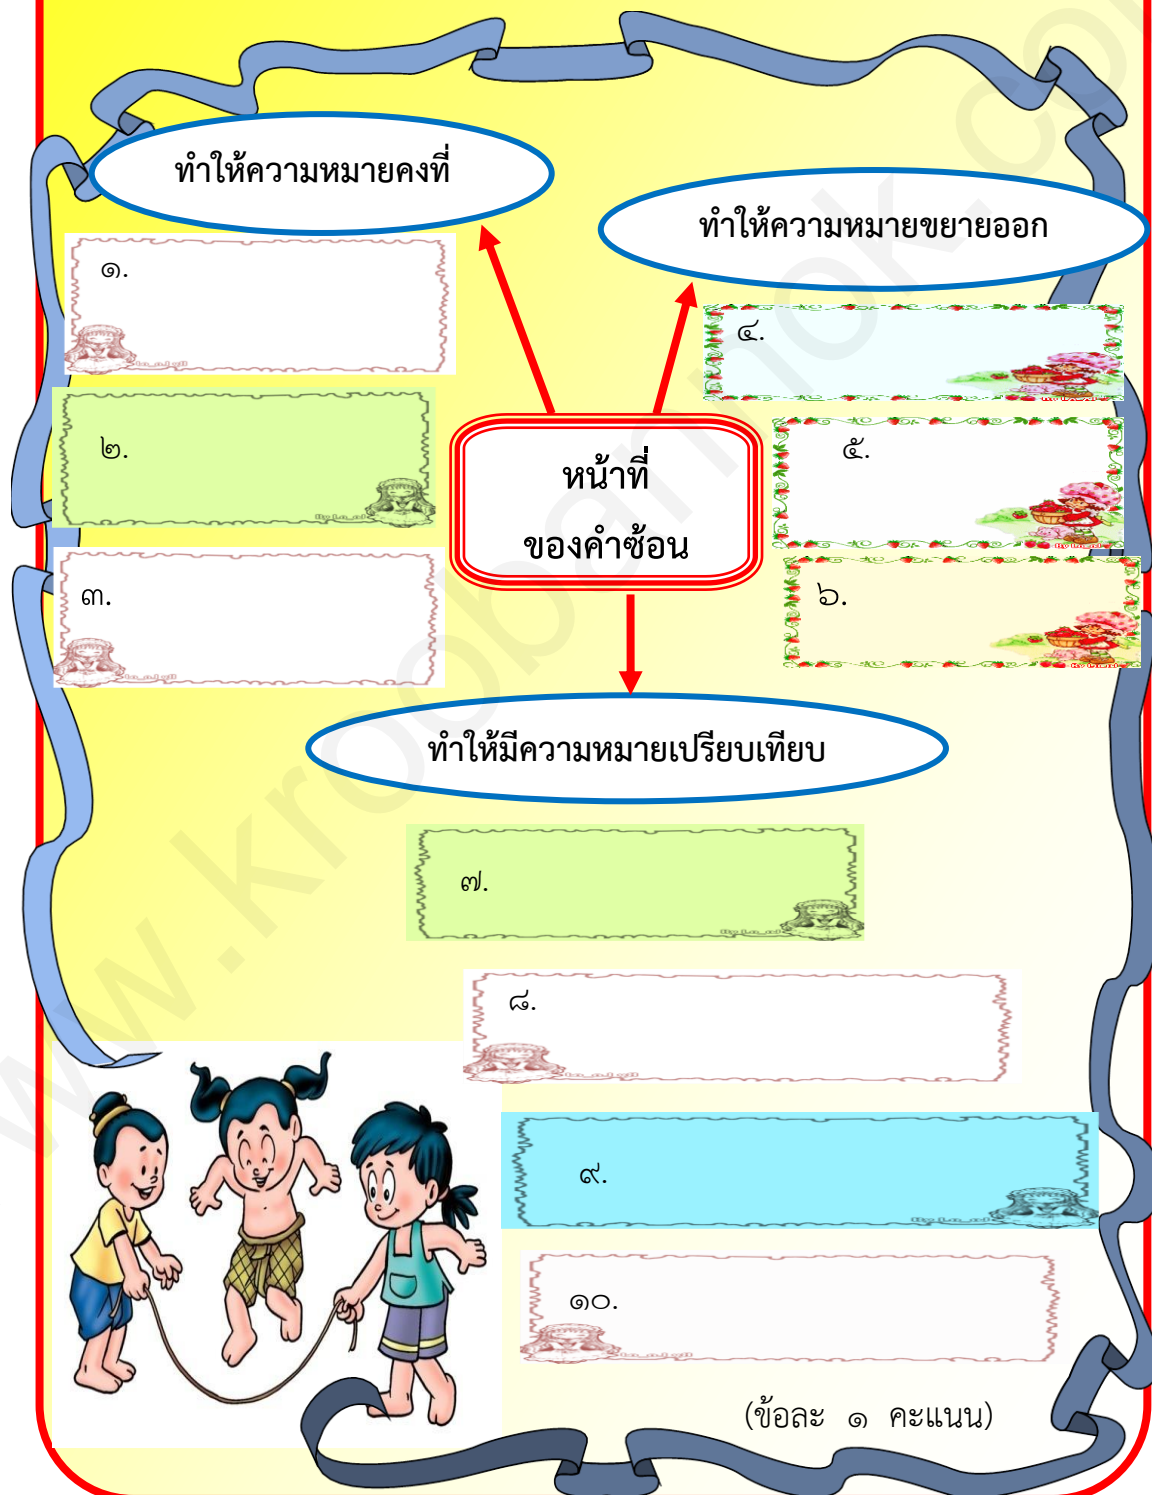 ทำให้ความหมายคงที่
ทำให้ความหมายขยายออก
๑.
๔.
๒.
๕.
หน้าที่
ของคำซ้อน
๓.
๖.
ทำให้มีความหมายเปรียบเทียบ
๗.
๘.
๙.
๑๐.
(ข้อละ ๑ คะแนน)